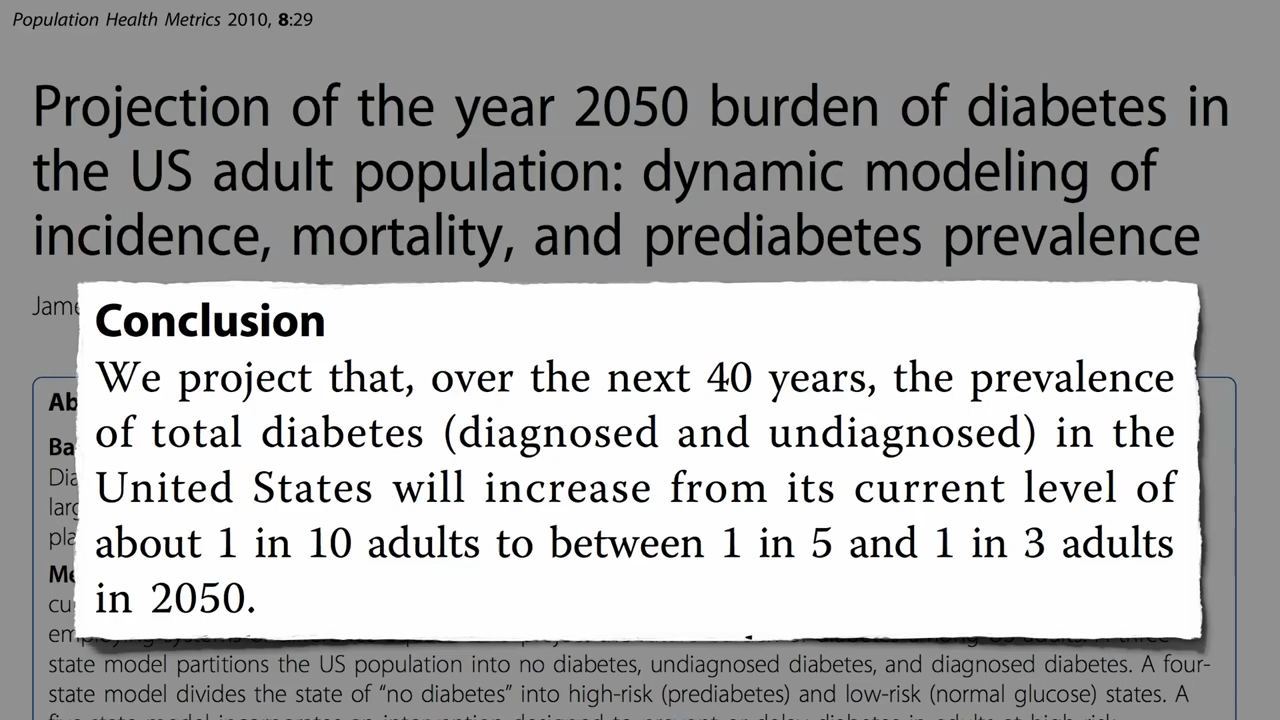 Population Health Metrics 2010, 8:29
Projection of the year 2050 burden of diabetes in
the US adult population: dynamic modeling of
incidence, mortality, and prediabetes prevalence
Conclusion
We project that, over the next 40 years, the prevalence
of total diabetes (diagnosed and undiagnosed) in the
United States will increase from its current level of
about 1 in 10 adults to between 1 in 5 and 1 in 3 adults
in 2050.
state model partitions the US population into no diabetes, undiagnosed diabetes, and diagnosed diabetes. A four-
state model divides the state of “no diabetes” into high-risk (prediabetes) and low-risk (normal glucose) states. A